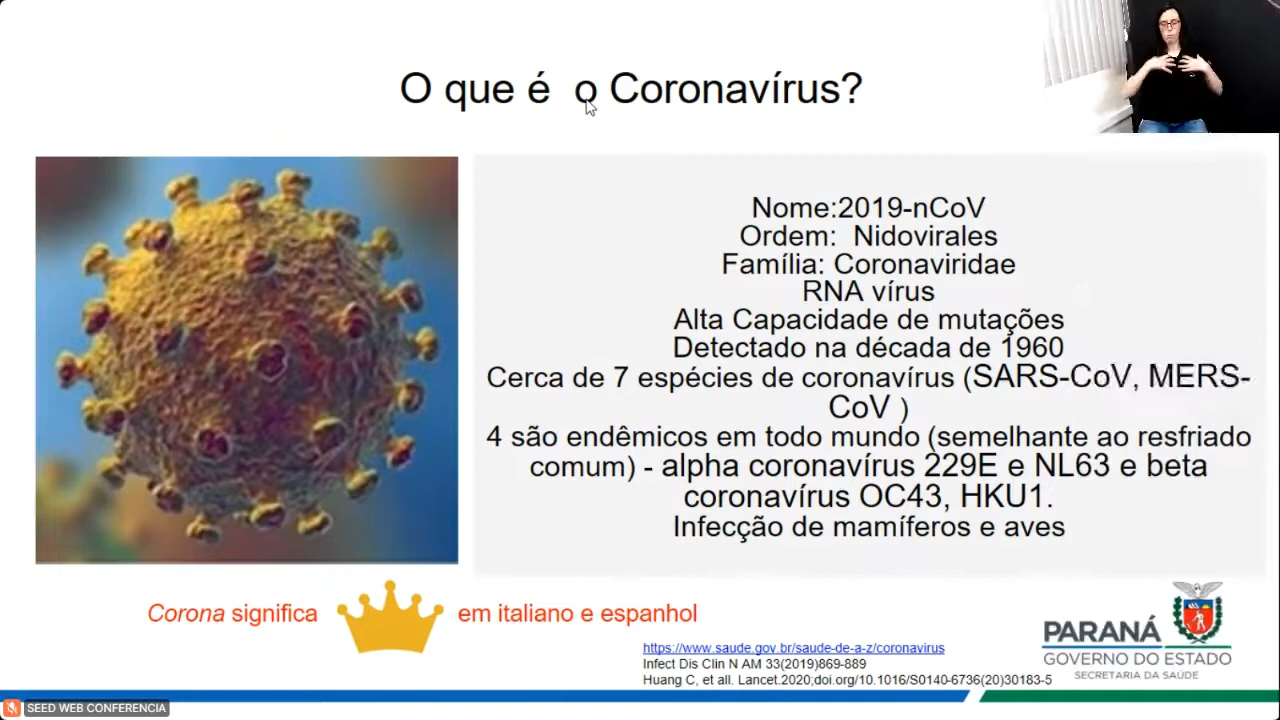 O que é o Coronavírus?
Nome:2019-nCoV
Ordem: Nidovirales
Família: Coronaviridae
RNA vírus
Alta Capacidade de mutações
Detectado na década de 1960
Cerca de 7 espécies de coronavírus (SARS-CoV, MERS-
CoV )
4 são endêmicos em todo mundo (semelhante ao resfriado
comum) - alpha coronavírus 229E e NL63 e beta
coronavírus OC43, HKU1.
Infecção de mamíferos e aves
Corona significa em italiano e espanhol
https://www.saude.gov.br/saude-de-a-z/coronavirus
Infect Dis Clin N AM 33(2019)869-889
Huang C, et all. Lancet.2020;doi.org/10.1016/S0140-6736(20)30183-5
PARANÁ
GOVERNO DO ESTADO
SECRETARIA DA SAÚDE
SEED WEB CONFERENCIA